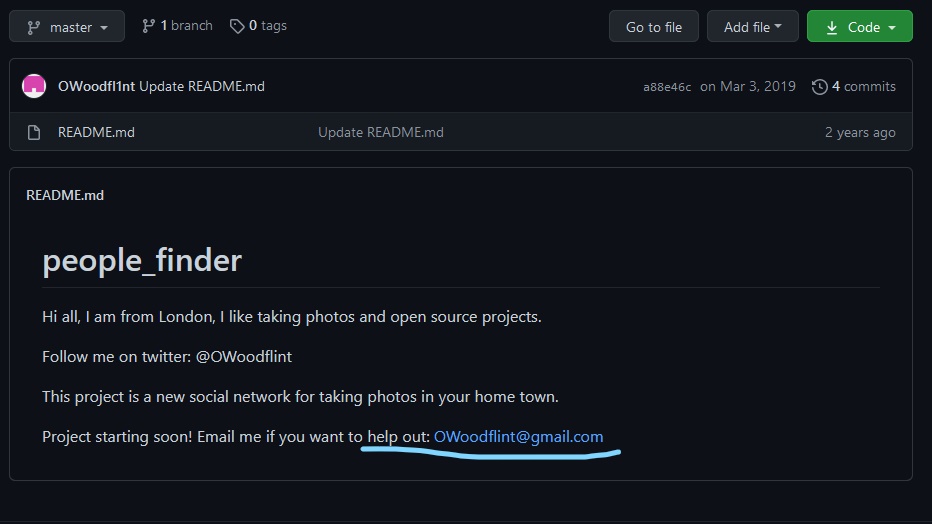 master 1 branch 0 tags Go to file Add file Code
OWoodfl1nt Update README.md a88e46c on Mar 3, 2019 4 commits
README.md Update README.md 2 years ago
README.md
people_finder
Hi all, I am from London, I like taking photos and open source projects.
Follow me on twitter: @OWoodflint
This project is a new social network for taking photos in your home town.
Project starting soon! Email me if you want to help out: OWoodflint@gmail.com